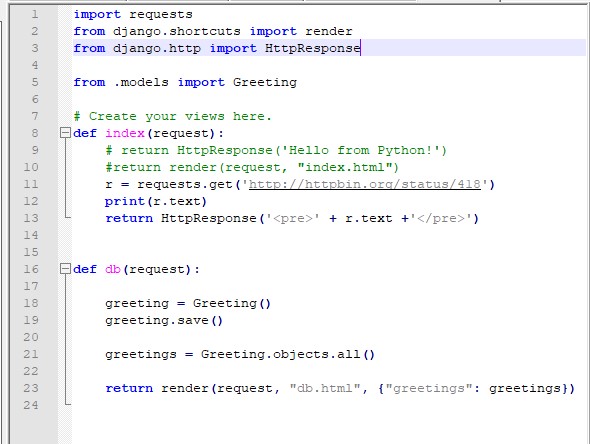 1 import requests
2 from django.shortcuts import render
3 from django.http import HttpResponse
4
5 from .models import Greeting
6
7 # Create your views here.
8 def index(request):
9     # return HttpResponse('Hello from Python!')
10     #return render(request, "index.html")
11     r = requests.get('http://httpbin.org/status/418')
12     print(r.text)
13     return HttpResponse('<pre>' + r.text +'</pre>')
14
15
16 def db(request):
17
18     greeting = Greeting()
19     greeting.save()
20
21     greetings = Greeting.objects.all()
22
23     return render(request, "db.html", {"greetings": greetings})
24